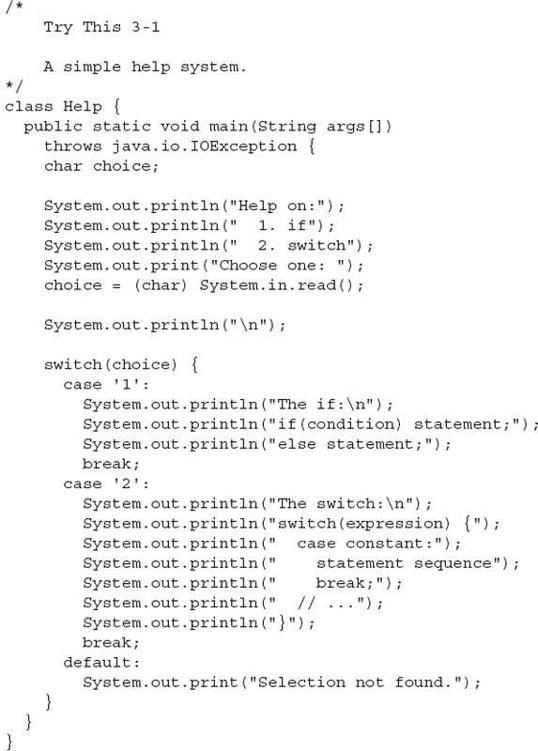 /*
    Try This 3-1

    A simple help system.
*/
class Help {
  public static void main(String args[])
    throws java.io.IOException {
    char choice;

    System.out.println("Help on:");
    System.out.println("  1. if");
    System.out.println("  2. switch");
    System.out.print("Choose one: ");
    choice = (char) System.in.read();

    System.out.println("\n");

    switch(choice) {
      case '1':
        System.out.println("The if:\n");
        System.out.println("if(condition) statement;");
        System.out.println("else statement;");
        break;
      case '2':
        System.out.println("The switch:\n");
        System.out.println("switch(expression) {");
        System.out.println("  case constant:");
        System.out.println("    statement sequence");
        System.out.println("    break;");
        System.out.println("  // ...");
        System.out.println("}");
        break;
      default:
        System.out.print("Selection not found.");
    }
  }
}